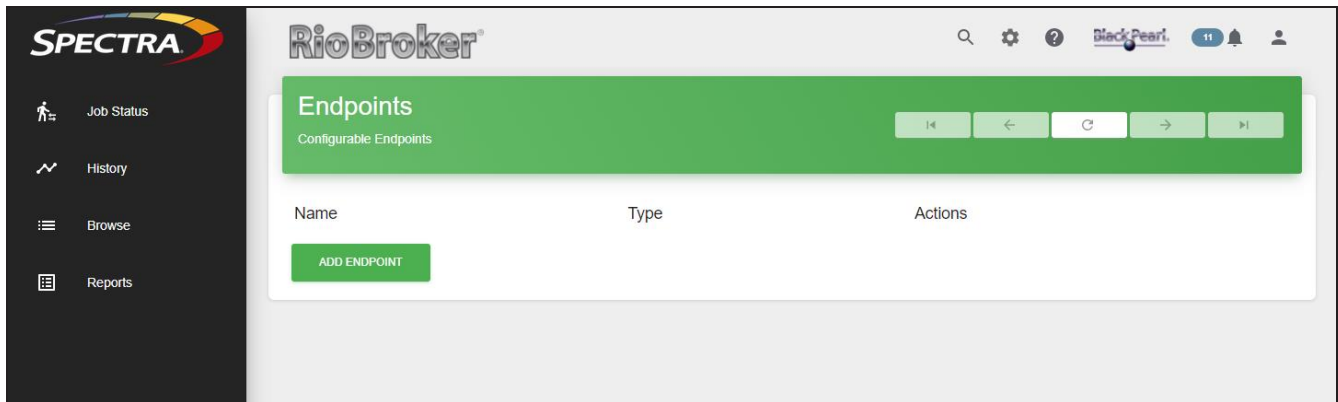 SPECTRA
RioBroker®
BlackPearl.
11
Job Status
History
Browse
Reports
Endpoints
Configurable Endpoints
Name Type Actions
ADD ENDPOINT